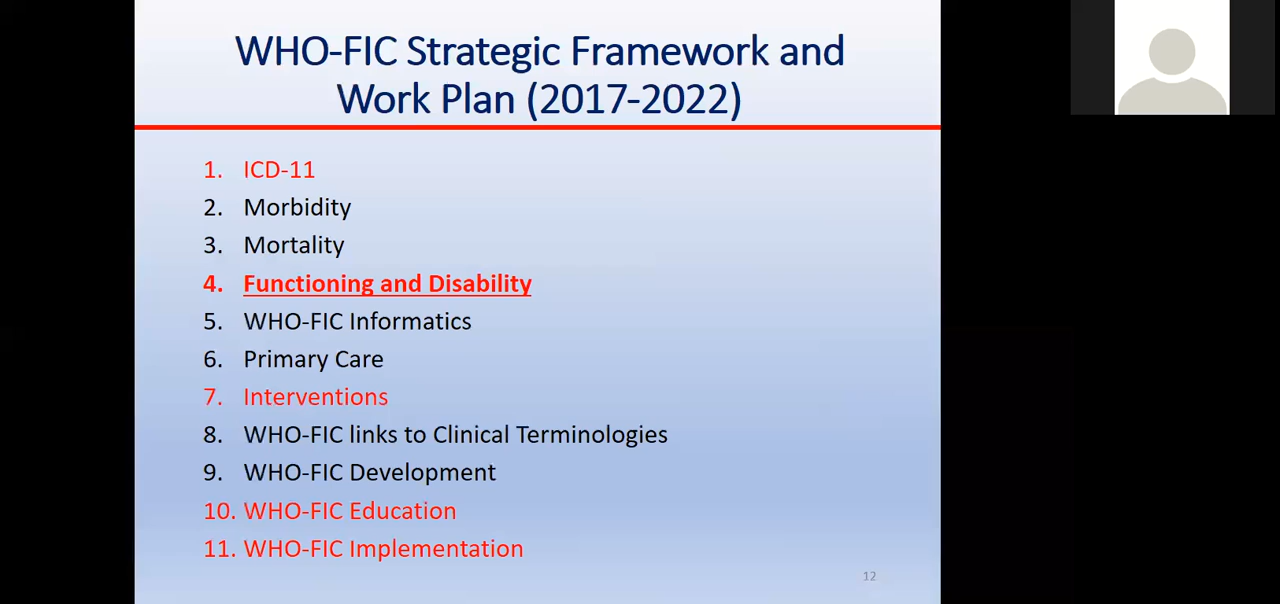 WHO-FIC Strategic Framework and
Work Plan (2017-2022)
1. ICD-11
2. Morbidity
3. Mortality
4. Functioning and Disability
5. WHO-FIC Informatics
6. Primary Care
7. Interventions
8. WHO-FIC links to Clinical Terminologies
9. WHO-FIC Development
10. WHO-FIC Education
11. WHO-FIC Implementation
12